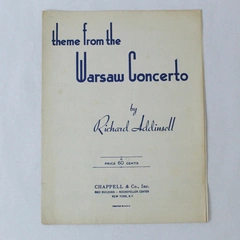 theme from the
Warsaw Concerto
by
Richard Addinsell
PRICE 60 CENTS
CHAPPELL & Co., Inc.
RKO BUILDING - ROCKEFELLER CENTER
NEW YORK, N.Y.